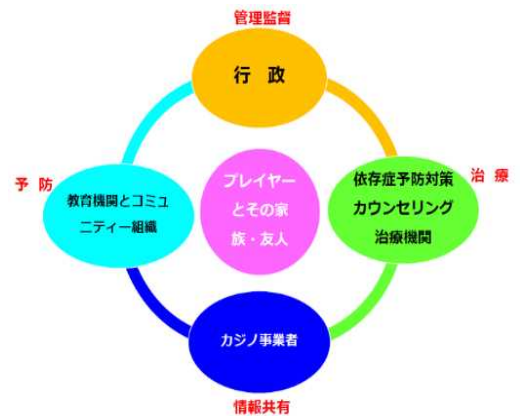 管理監督
行 政
予 防
教育機関とコミュ
ニティー組織
プレイヤー
とその家
族・友人
治 療
依存症予防対策
カウンセリング
治療機関
カジノ事業者
情報共有